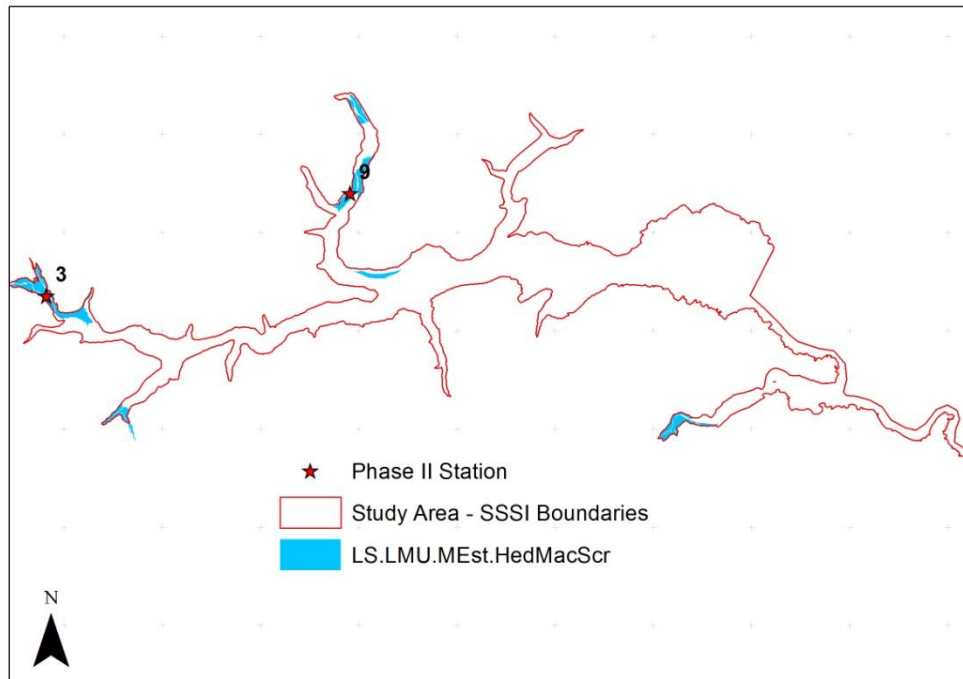 9
3
Phase II Station
Study Area - SSSI Boundaries
LS.LMU.MEst.HedMacScr
N